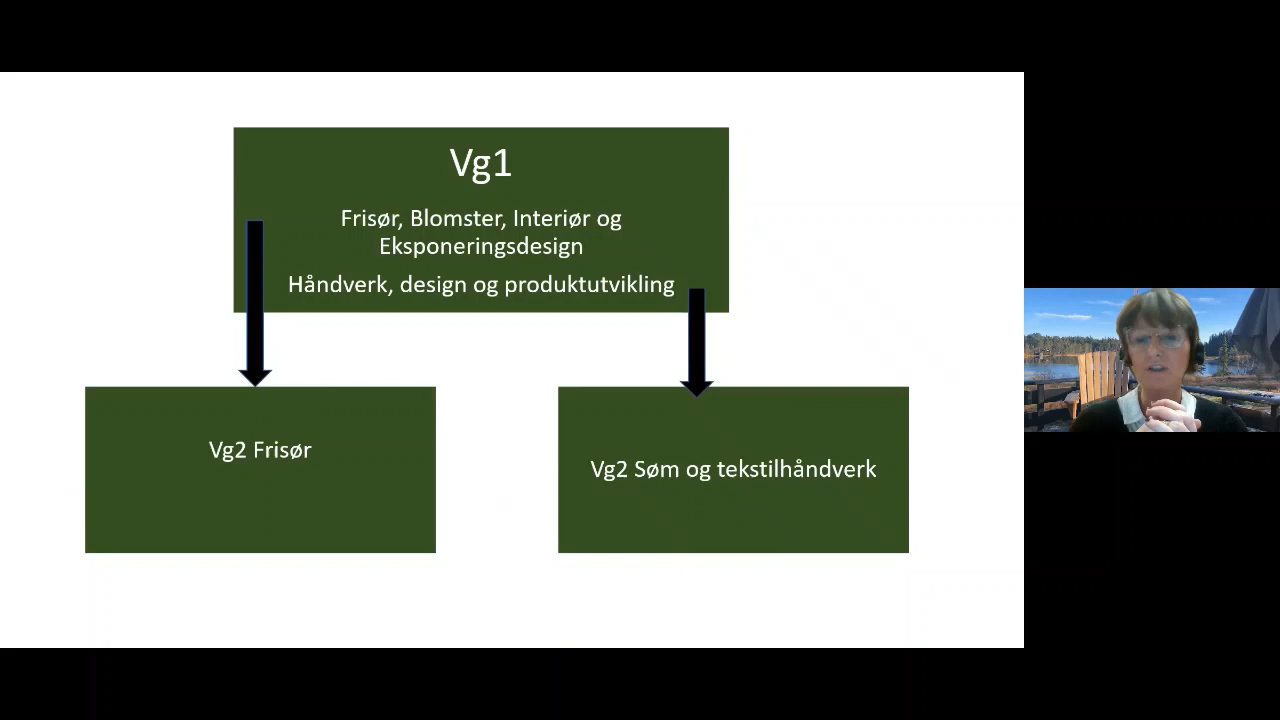 Vg1
Frisør, Blomster, Interiør og
Eksponeringsdesign
Håndverk, design og produktutvikling
Vg2 Frisør
Vg2 Søm og tekstilhåndverk